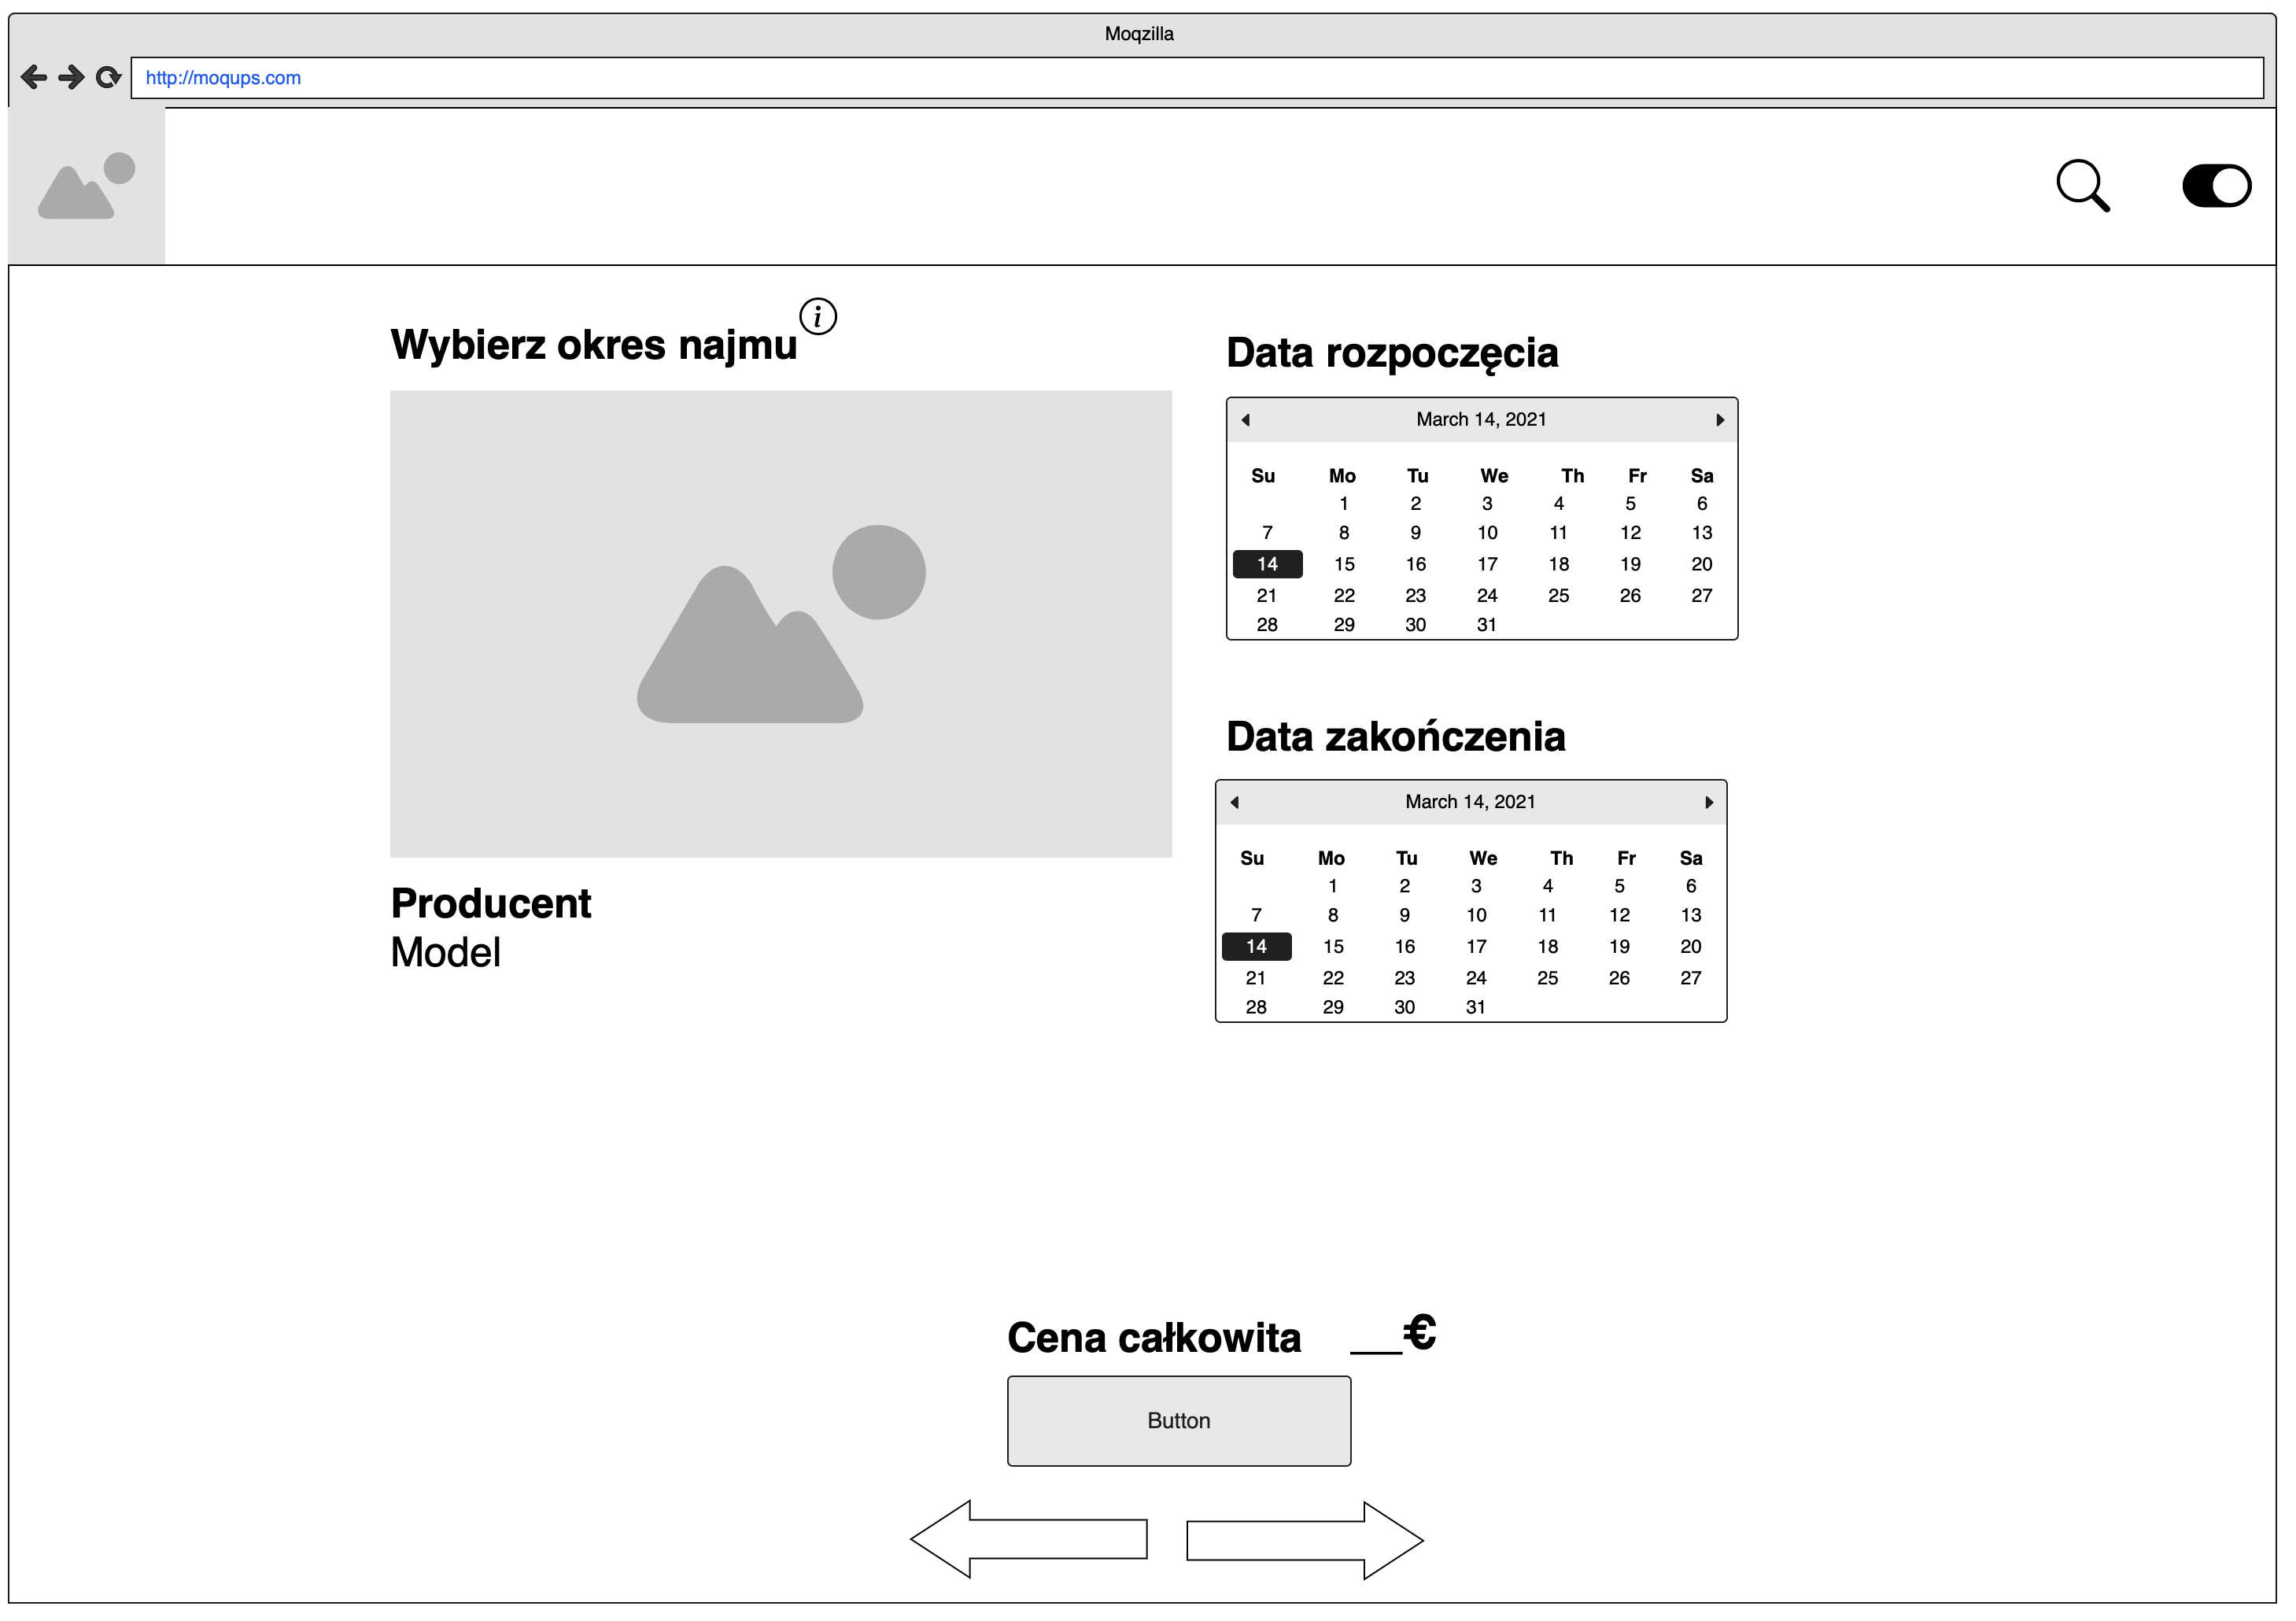 Moqzilla
http://moqups.com
Wybierz okres najmu i
Producent
Model
Data rozpoczęcia
March 14, 2021
Su Mo Tu We Th Fr Sa
1 2 3 4 5 6
7 8 9 10 11 12 13
14 15 16 17 18 19 20
21 22 23 24 25 26 27
28 29 30 31
Data zakończenia
March 14, 2021
Su Mo Tu We Th Fr Sa
1 2 3 4 5 6
7 8 9 10 11 12 13
14 15 16 17 18 19 20
21 22 23 24 25 26 27
28 29 30 31
Cena całkowita __€
Button